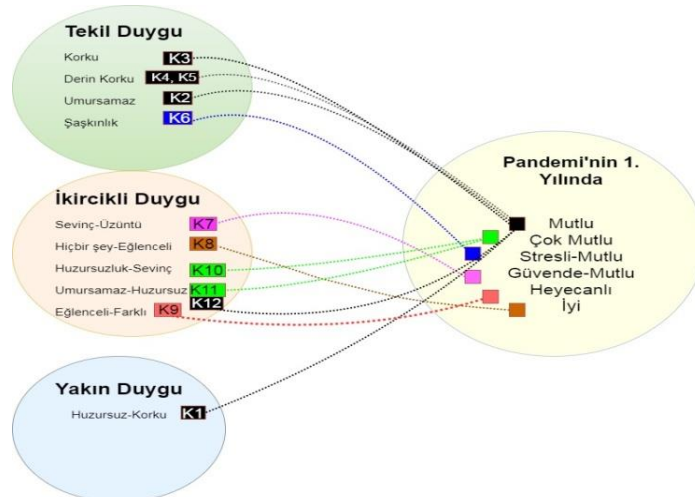 Tekil Duygu
Korku K3
Derin Korku K4, K5
Umursamaz K2
Şaşkınlık K6
İkircikli Duygu
Sevinç-Üzüntü K7
Hiçbir şey-Eğlenceli K8
Huzursuzluk-Sevinç K10
Umursamaz-Huzursuz K11
K12
Eğlenceli-Farklı K9
Yakın Duygu
Huzursuz-Korku K1
Pandemi'nin 1.
Yılında
Mutlu
Çok Mutlu
Stresli-Mutlu
Güvende-Mutlu
Heyecanlı
İyi